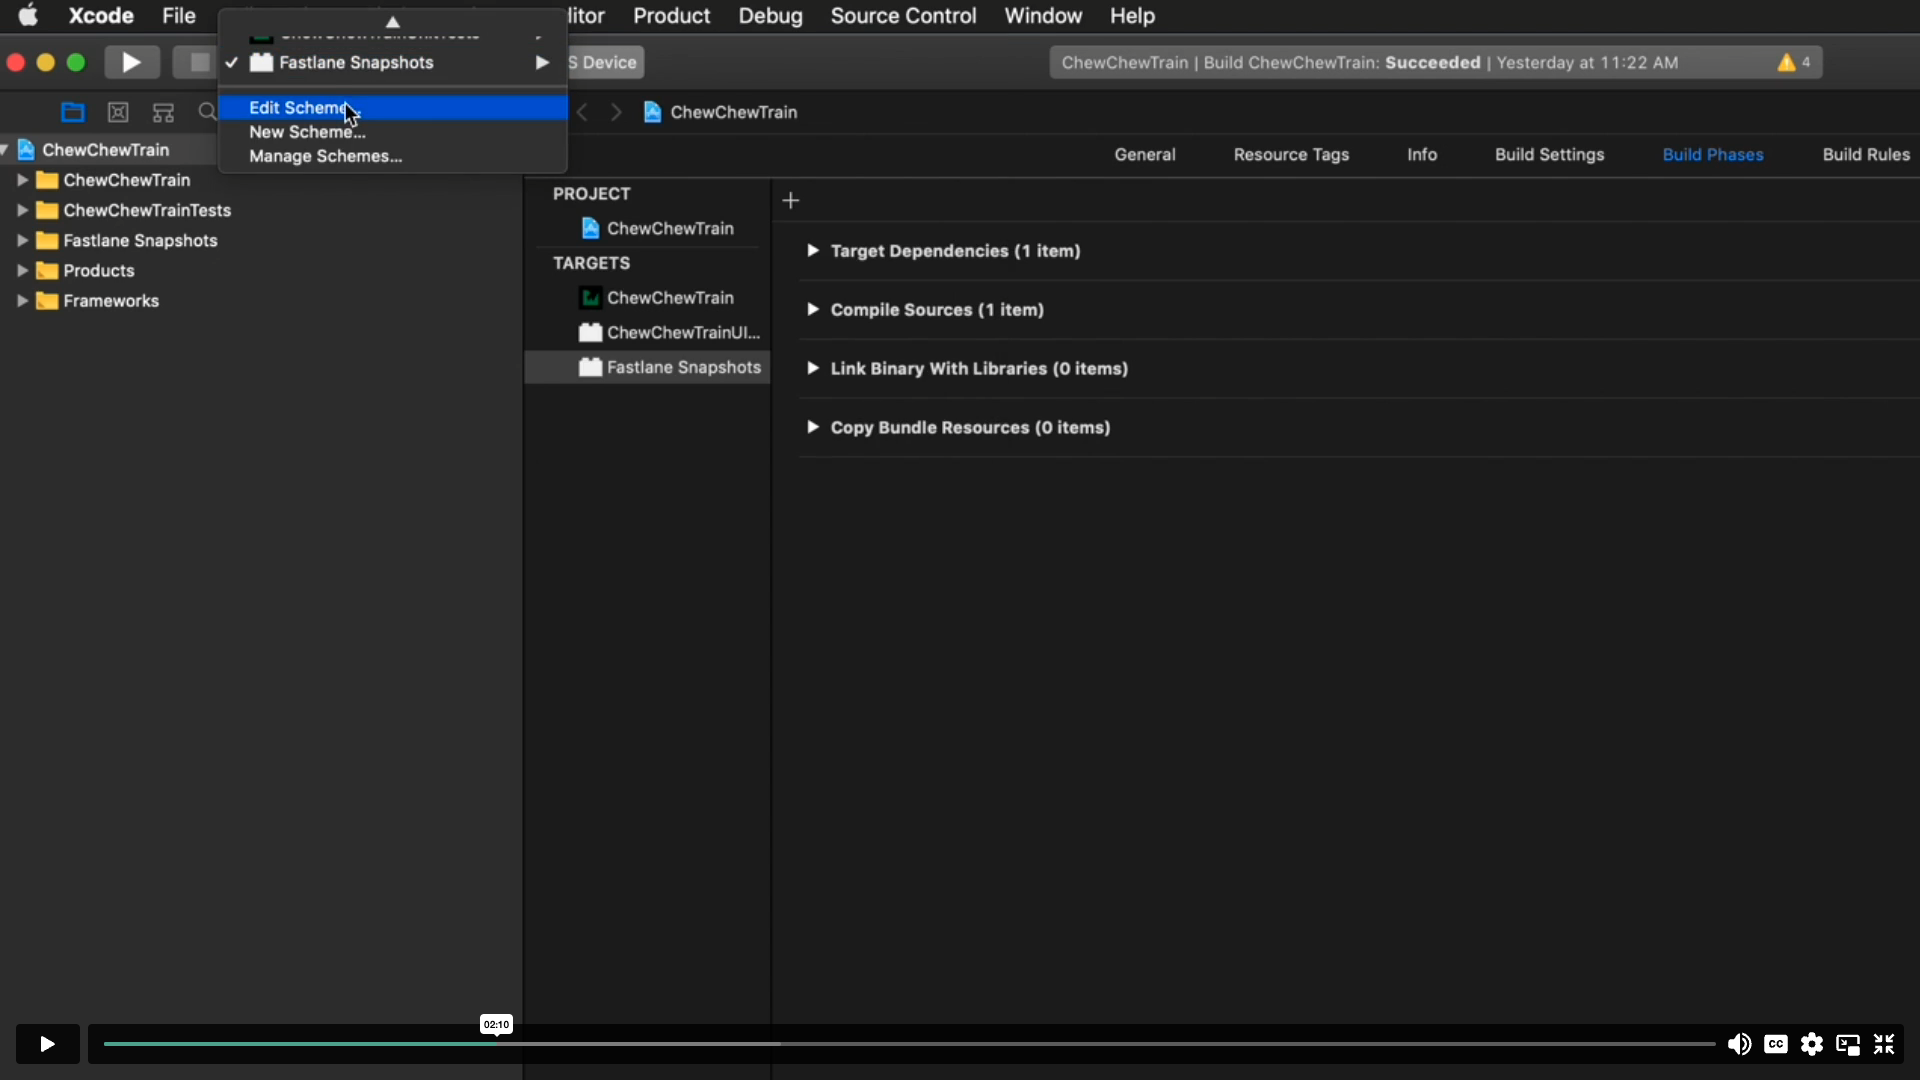 Xcode File Product Debug Source Control Window Help
Fastlane Snapshots
S Device
ChewChewTrain | Build ChewChewTrain: Succeeded | Yesterday at 11:22 AM
4
Edit Scheme...
New Scheme...
Manage Schemes...
ChewChewTrain
General Resource Tags Info Build Settings Build Phases Build Rules
ChewChewTrain
ChewChewTrain
ChewChewTrainTests
Fastlane Snapshots
Products
Frameworks
PROJECT
ChewChewTrain
TARGETS
ChewChewTrain
ChewChewTrainUI...
Fastlane Snapshots
+
Target Dependencies (1 item)
Compile Sources (1 item)
Link Binary With Libraries (0 items)
Copy Bundle Resources (0 items)
02:10
CC